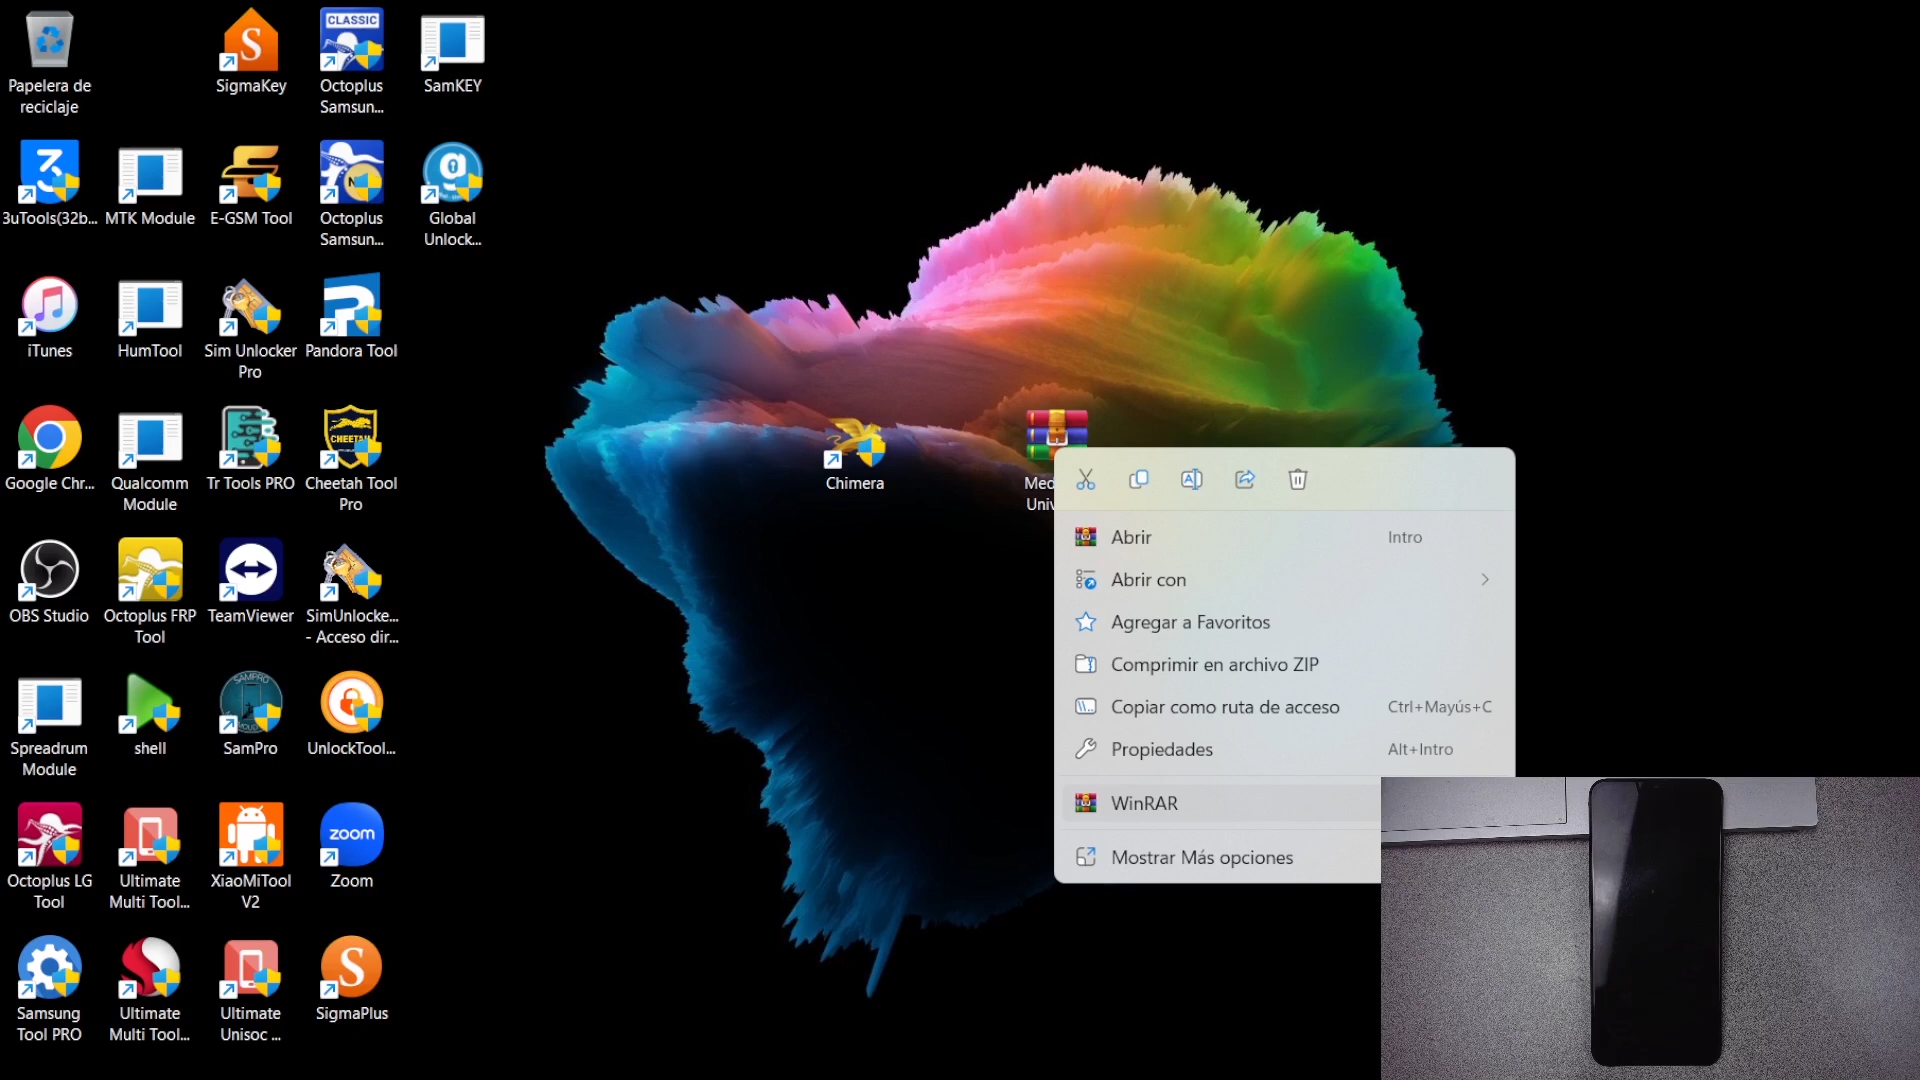 Papelera de
reciclaje
SigmaKey
CLASSIC
Octoplus
Samsun...
SamKEY
3uTools(32b...
MTK Module
E-GSM Tool
Octoplus
Samsun...
Global
Unlock...
iTunes
HumTool
Sim Unlocker
Pro
Pandora Tool
Google Chr...
Qualcomm
Module
Tr Tools PRO
CHEETAH
Cheetah Tool
Pro
Chimera
Med
Univ
OBS Studio
Octoplus FRP
Tool
TeamViewer
SimUnlocke...
- Acceso dir...
Spreadrum
Module
shell
SAMPRO
SamPro
UnlockTool...
Octoplus LG
Tool
Ultimate
Multi Tool...
XiaoMiTool
V2
zoom
Zoom
Samsung
Tool PRO
Ultimate
Multi Tool...
Ultimate
Unisoc ...
SigmaPlus
Abrir Intro
Abrir con
Agregar a Favoritos
Comprimir en archivo ZIP
Copiar como ruta de acceso Ctrl+Mayús+C
Propiedades Alt+Intro
WinRAR
Mostrar Más opciones